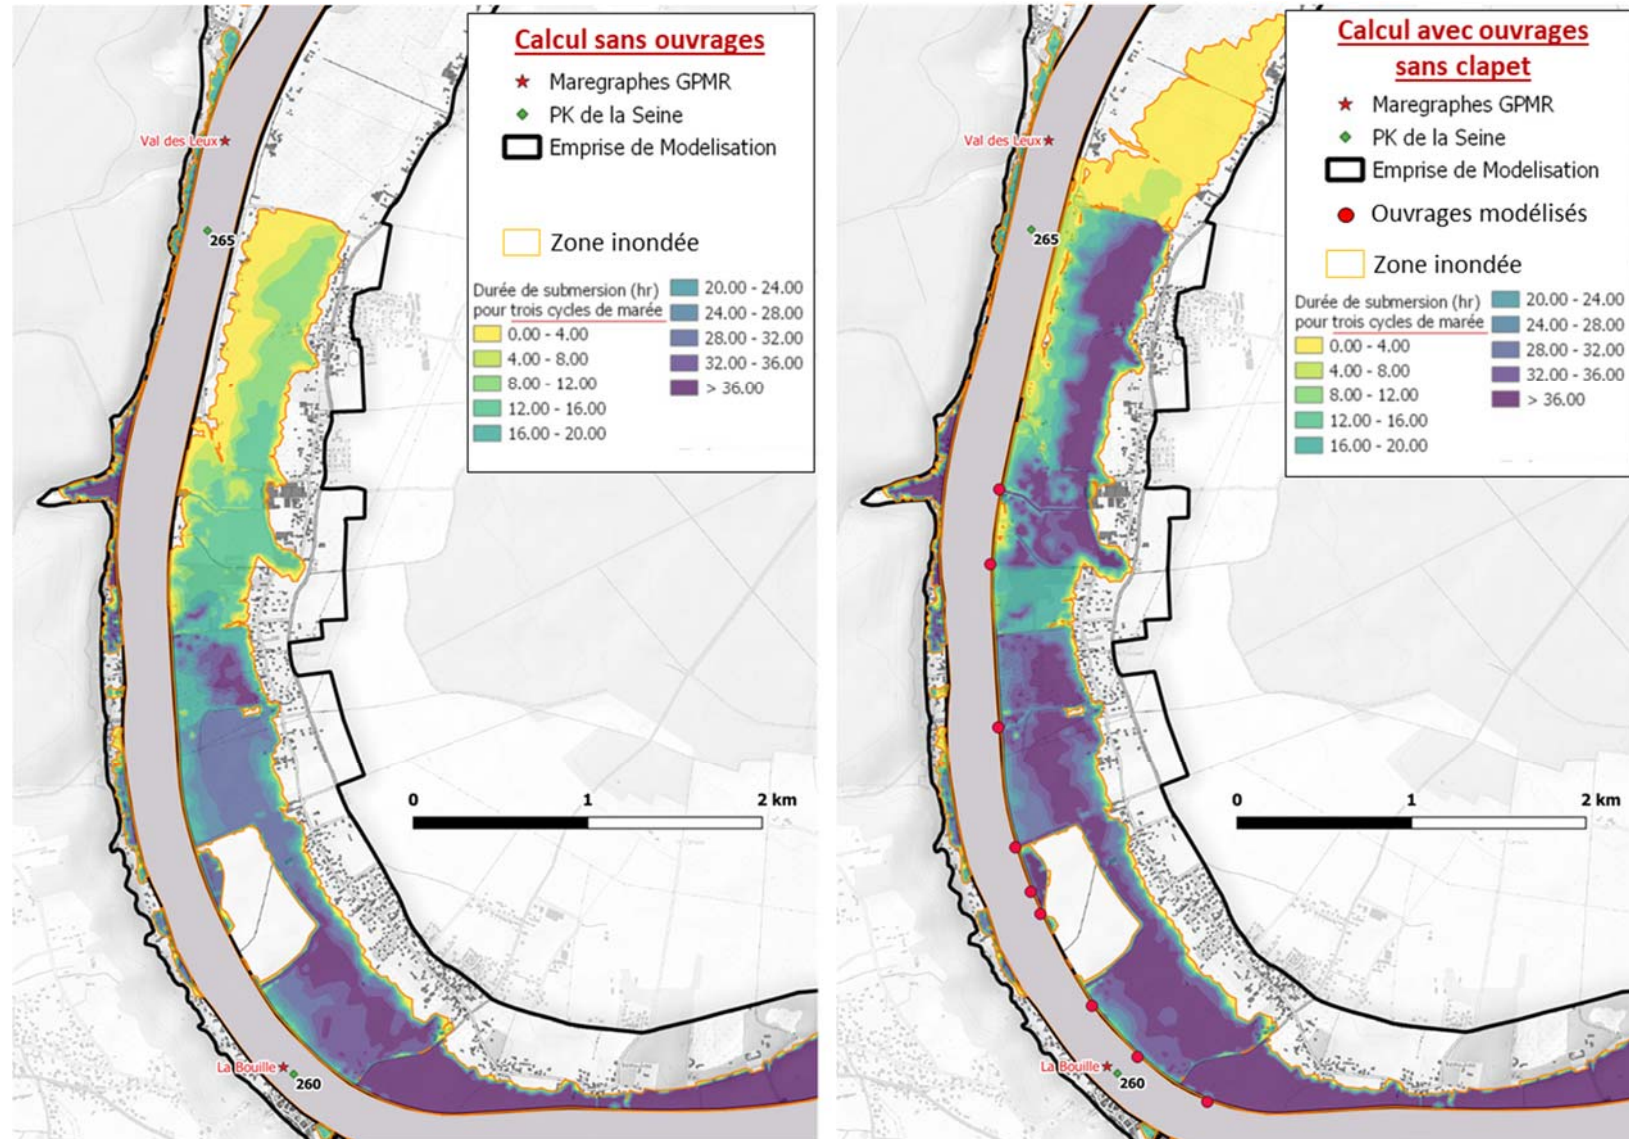 Calcul sans ouvrages
Maregraphes GPMR
PK de la Seine
Emprise de Modelisation
Zone inondée
Durée de submersion (hr)
pour trois cycles de marée
0.00 - 4.00
4.00 - 8.00
8.00 - 12.00
12.00 - 16.00
16.00 - 20.00
20.00 - 24.00
24.00 - 28.00
28.00 - 32.00
32.00 - 36.00
> 36.00
Val des Leux
265
0 1 2 km
La Bouille
260
Calcul avec ouvrages
sans clapet
Maregraphes GPMR
PK de la Seine
Emprise de Modelisation
Ouvrages modélisés
Zone inondée
Durée de submersion (hr)
pour trois cycles de marée
0.00 - 4.00
4.00 - 8.00
8.00 - 12.00
12.00 - 16.00
16.00 - 20.00
20.00 - 24.00
24.00 - 28.00
28.00 - 32.00
32.00 - 36.00
> 36.00
Val des Leux
265
0 1 2 km
La Bouille
260